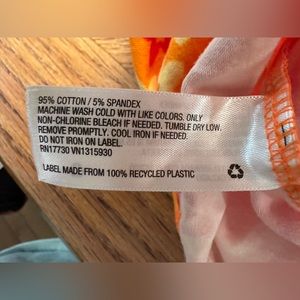 95% COTTON / 5% SPANDEX
MACHINE WASH COLD WITH LIKE COLORS. ONLY
NON-CHLORINE BLEACH IF NEEDED. TUMBLE DRY LOW.
REMOVE PROMPTLY. COOL IRON IF NEEDED.
DO NOT IRON ON LABEL.
RN17730 VN1315930
LABEL MADE FROM 100% RECYCLED PLASTIC